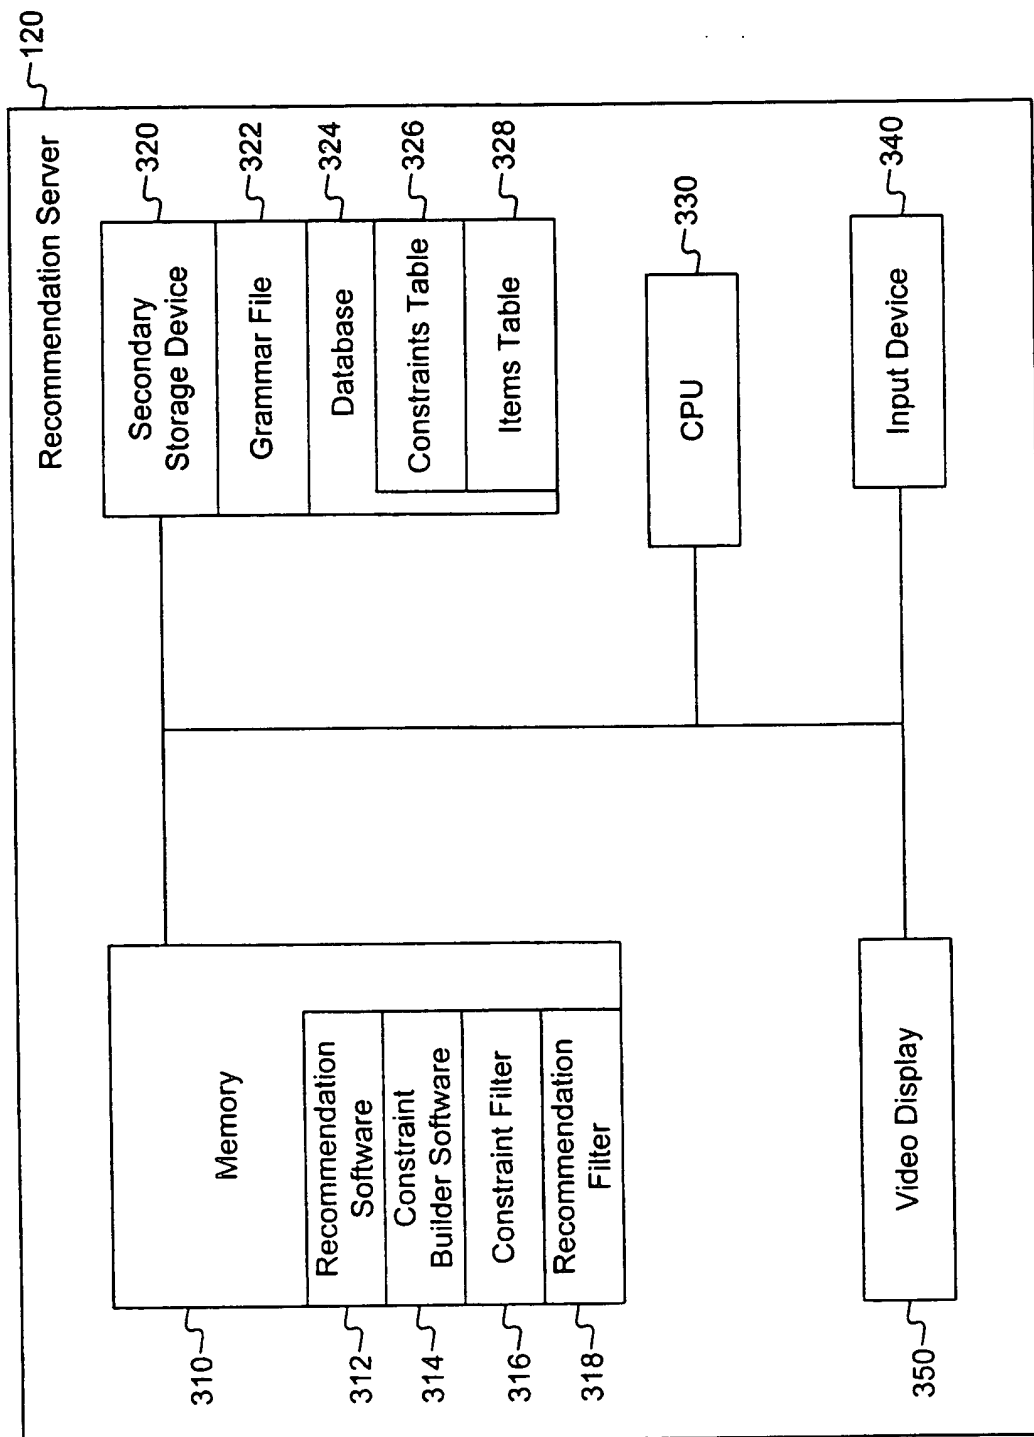 Recommendation Server
120
Memory
310
Recommendation
Software
312
Constraint
Builder Software
314
Constraint Filter
316
Recommendation
Filter
318
Secondary
Storage Device
320
Grammar File
322
Database
324
Constraints Table
326
Items Table
328
CPU
330
Video Display
350
Input Device
340